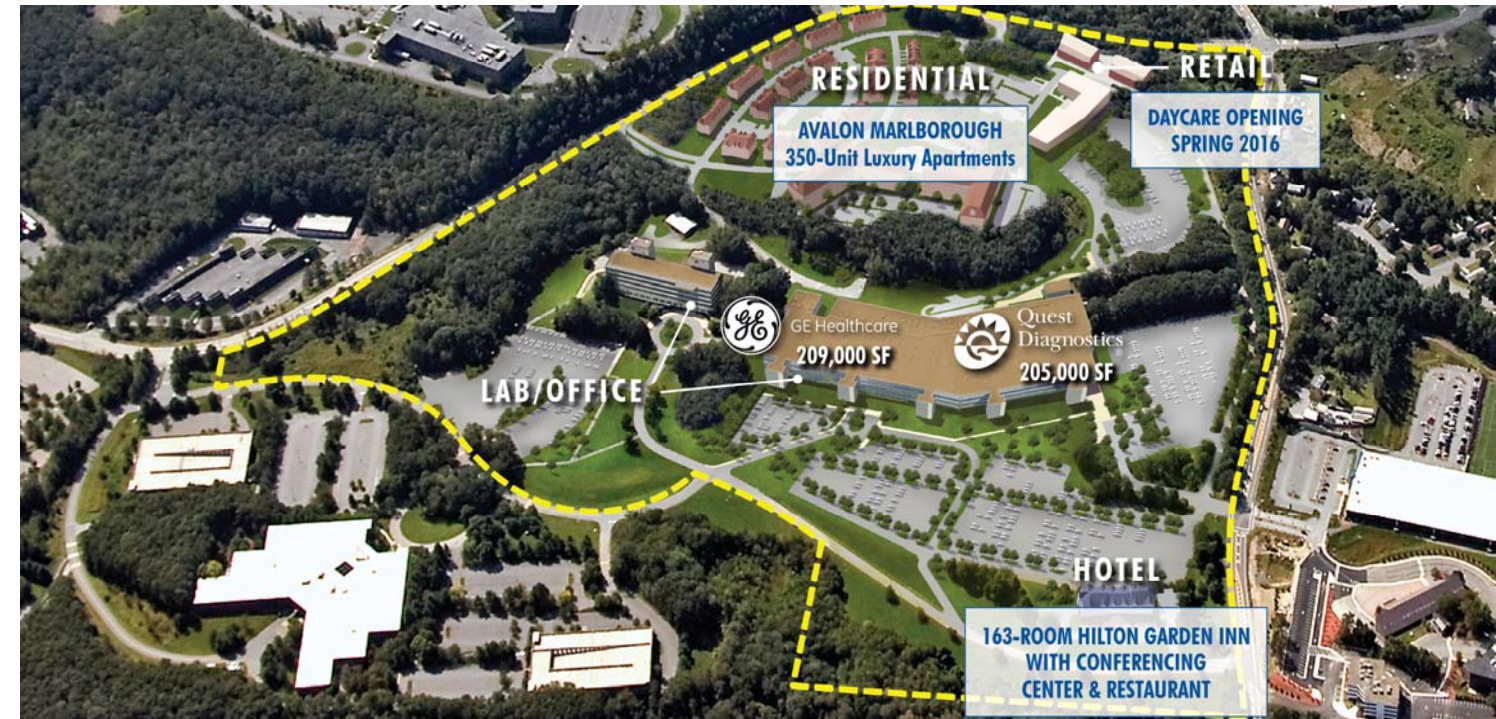 RESIDENTIAL
AVALON MARLBOROUGH
350-Unit Luxury Apartments
RETAIL
DAYCARE OPENING
SPRING 2016
GE
GE Healthcare
209,000 SF
Quest
Diagnostics
205,000 SF
LAB/OFFICE
HOTEL
163-ROOM HILTON GARDEN INN
WITH CONFERENCING
CENTER & RESTAURANT